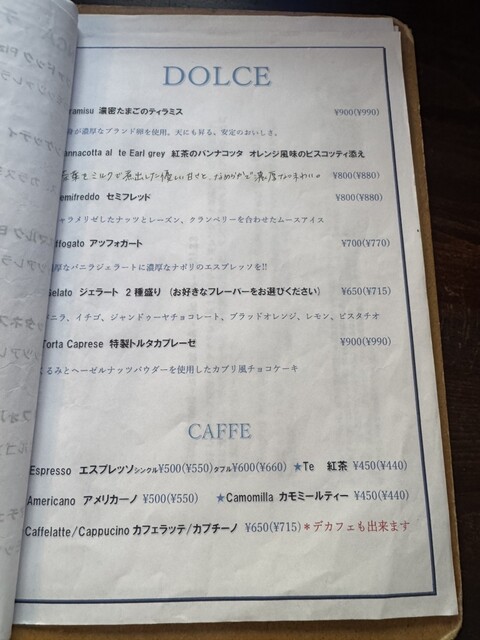 DOLCE
ramisu 濃密たまごのティラミス ¥900(¥990)
が濃厚なブランド卵を使用。天にも昇る、安定のおいしさ。
annacotta al te Earl grey 紅茶のパンナコッタ オレンジ風味のビスコッティ添え
茶葉をミルクで煮出した優しい甘さと、なめらかで濃厚な味わい。 ¥800(¥880)
emifreddo セミフレッド ¥800(¥880)
ャラメリゼしたナッツとレーズン、クランベリーを合わせたムースアイス
ffogato アッフォガート ¥700(¥770)
厚なバニラジェラートに濃厚なナポリのエスプレッソを!!
Gelato ジェラート 2種盛り (お好きなフレーバーをお選びください) ¥650(¥715)
バニラ、イチゴ、ジャンドゥーヤチョコレート、ブラッドオレンジ、レモン、ピスタチオ
Torta Caprese 特製トルタカプレーゼ ¥900(¥990)
くるみとヘーゼルナッツパウダーを使用したカプリ風チョコケーキ
CAFFE
Espresso エスプレッソシングル¥500(¥550)ダブル¥600(¥660) ★Te 紅茶 ¥450(¥440)
Americano アメリカーノ ¥500(¥550) ★Camomilla カモミールティー ¥450(¥440)
Caffelatte/Cappucino カフェラッテ/カプチーノ ¥650(¥715)＊デカフェも出来ます